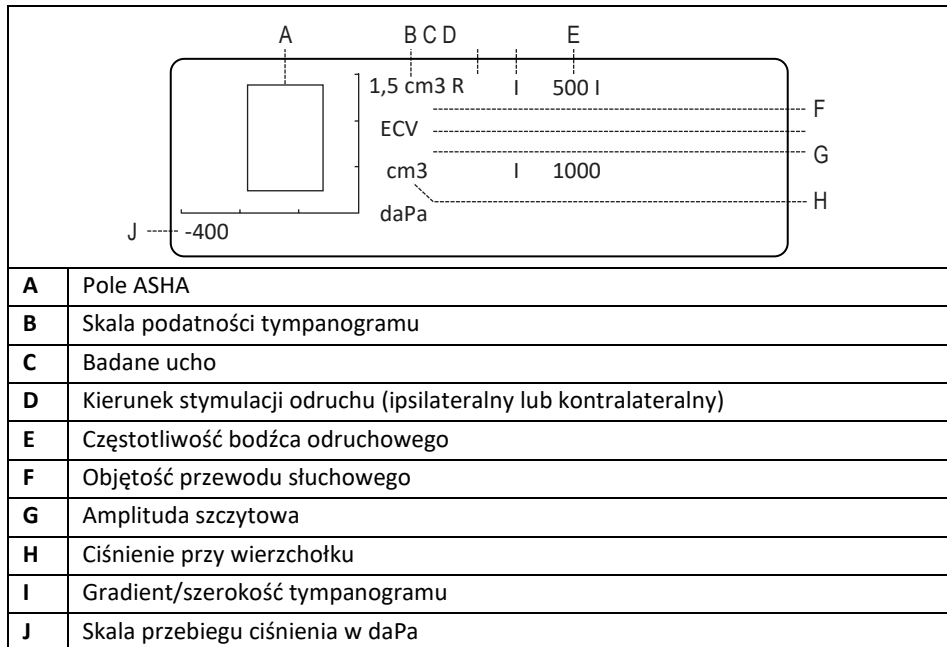 A B C D E
1,5 cm3 R I 500 I
F
ECV
G
cm3 I 1000
H
daPa
J -400
A Pole ASHA
B Skala podatności tympanogramu
C Badane ucho
D Kierunek stymulacji odruchu (ipsilateralny lub kontralateralny)
E Częstotliwość bodźca odruchowego
F Objętość przewodu słuchowego
G Amplituda szczytowa
H Ciśnienie przy wierzchołku
I Gradient/szerokość tympanogramu
J Skala przebiegu ciśnienia w daPa